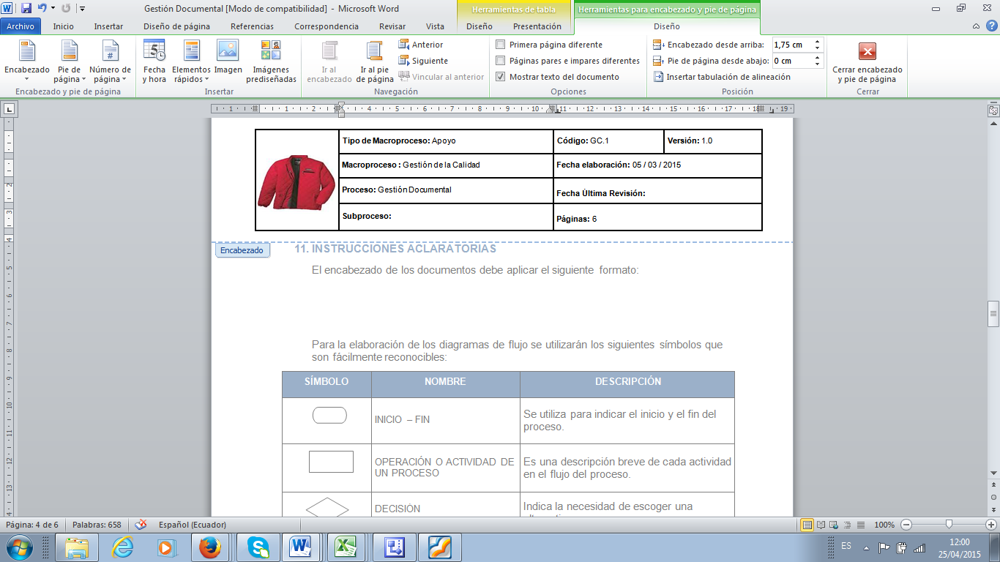 Gestión Documental [Modo de compatibilidad] - Microsoft Word
Herramientas de tabla
Herramientas para encabezado y pie de página
Archivo Inicio Insertar Diseño de página Referencias Correspondencia Revisar Vista Diseño Presentación Diseño
Encabezado
Pie de página
Número de página
Encabezado y pie de página
Fecha y hora
Elementos rápidos
Imagen
Imágenes prediseñadas
Insertar
Ir al encabezado
Ir al pie de página
Anterior
Siguiente
Vincular al anterior
Navegación
Primera página diferente
Páginas pares e impares diferentes
Mostrar texto del documento
Opciones
Encabezado desde arriba: 1,75 cm
Pie de página desde abajo: 0 cm
Insertar tabulación de alineación
Posición
Cerrar encabezado y pie de página
Cerrar
1 1 2 4 5 6 7 8 9 10 11 12 13 14 15 16 17 18 19
Tipo de Macroproceso: Apoyo
Código: GC.1
Versión: 1.0
Macroproceso : Gestión de la Calidad
Fecha elaboración: 05 / 03 / 2015
Proceso: Gestión Documental
Fecha Última Revisión:
Subproceso:
Páginas: 6
Encabezado
11. INSTRUCCIONES ACLARATORIAS
El encabezado de los documentos debe aplicar el siguiente formato:
Para la elaboración de los diagramas de flujo se utilizarán los siguientes símbolos que
son fácilmente reconocibles:
SÍMBOLO NOMBRE DESCRIPCIÓN
INICIO – FIN
Se utiliza para indicar el inicio y el fin del
proceso.
OPERACIÓN O ACTIVIDAD DE
UN PROCESO
Es una descripción breve de cada actividad
en el flujo del proceso.
DECISIÓN
Indica la necesidad de escoger una
Página: 4 de 6 Palabras: 658 Español (Ecuador) 100%
ES
12:00
25/04/2015